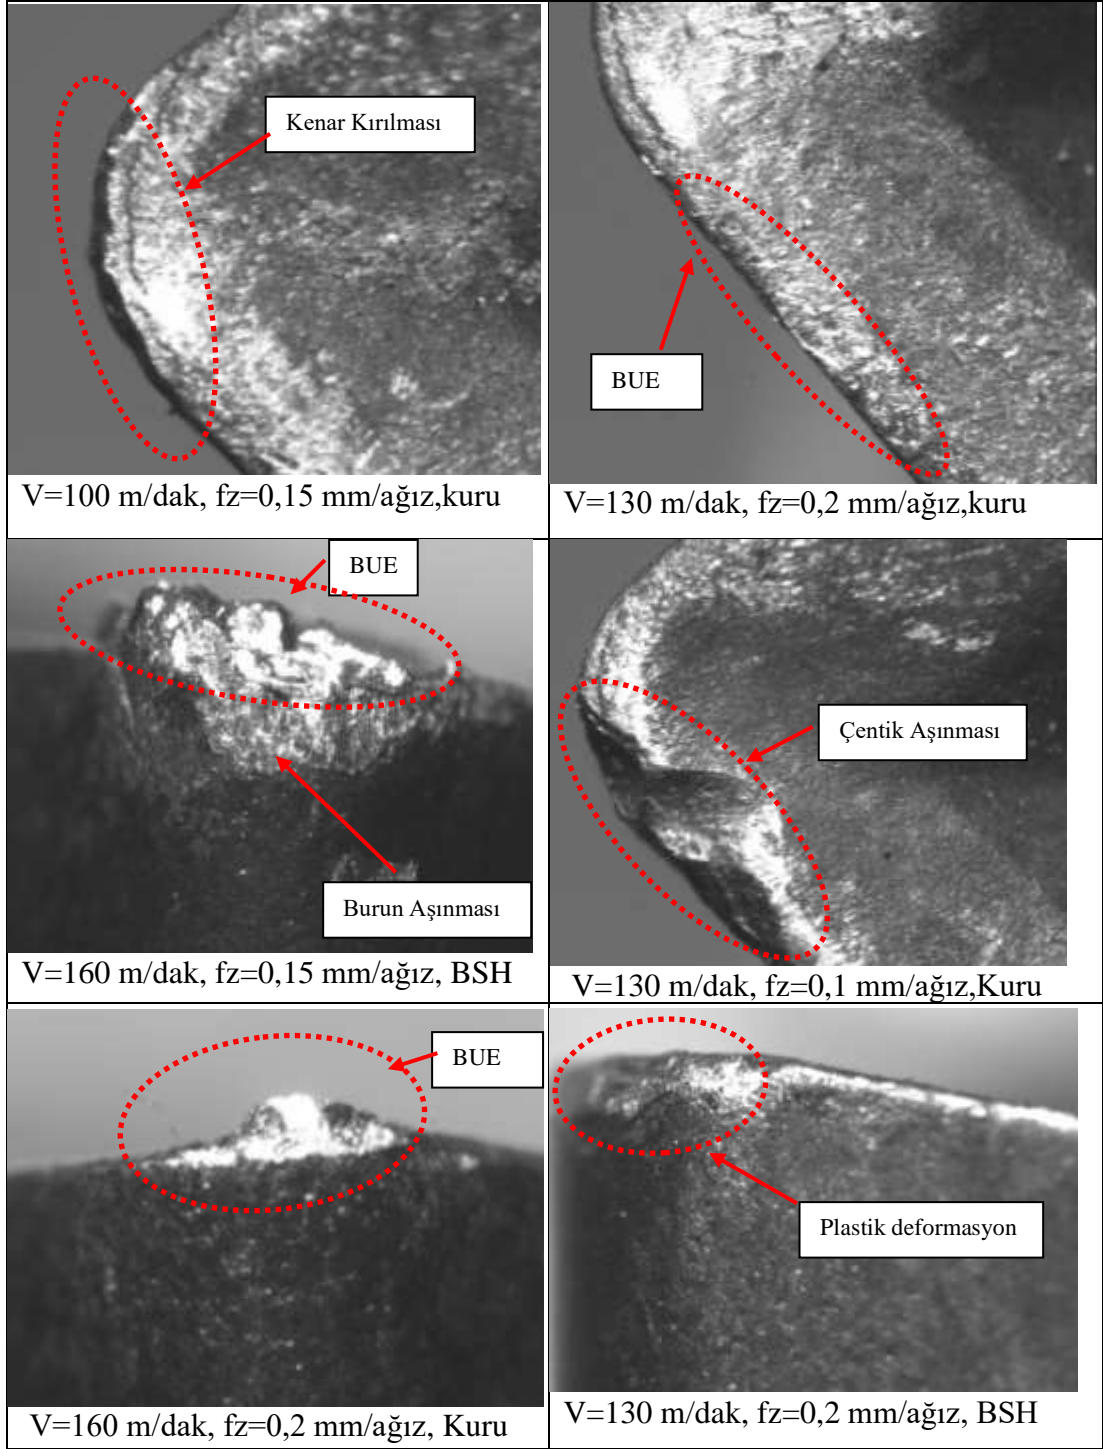 Kenar Kırılması
BUE
V=100 m/dak, fz=0,15 mm/ağız,kuru
V=130 m/dak, fz=0,2 mm/ağız,kuru
BUE
Burun Aşınması
Çentik Aşınması
V=160 m/dak, fz=0,15 mm/ağız, BSH
V=130 m/dak, fz=0,1 mm/ağız,Kuru
BUE
Plastik deformasyon
V=160 m/dak, fz=0,2 mm/ağız, Kuru
V=130 m/dak, fz=0,2 mm/ağız, BSH